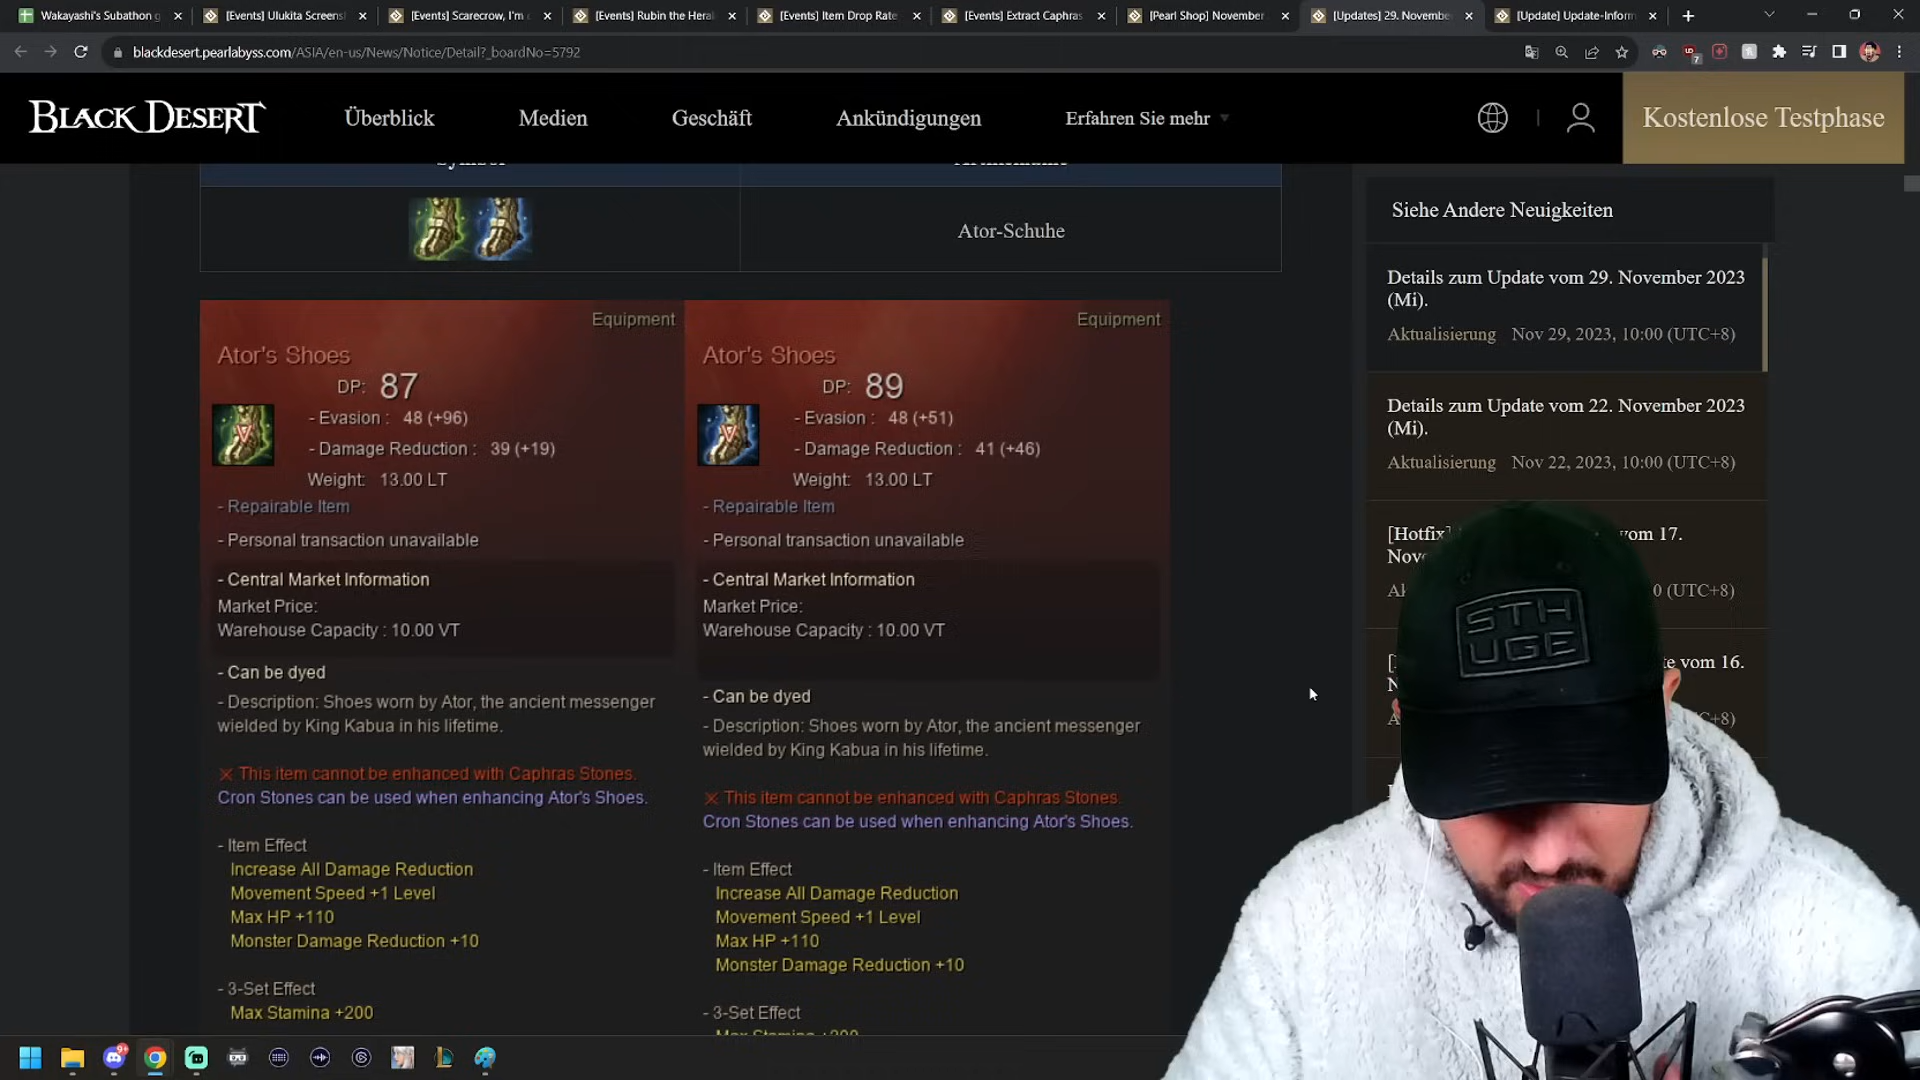 Wakayashi's Subathon g
[Events] Ulukita Screensh
[Events] Scarecrow, I'm
[Events] Rubin the Heral
[Events] Item Drop Rate
[Events] Extract Caphras
[Pearl Shop] November
[Updates] 29. Novembe
[Update] Update-Inform
blackdesert.pearlabyss.com/ASIA/en-us/News/Notice/Detail?_boardNo=5792
BLACK DESERT
Überblick
Medien
Geschäft
Ankündigungen
Erfahren Sie mehr
Kostenlose Testphase
Ator-Schuhe
Equipment
Ator's Shoes
DP: 87
- Evasion : 48 (+96)
- Damage Reduction : 39 (+19)
Weight: 13.00 LT
- Repairable Item
- Personal transaction unavailable
- Central Market Information
Market Price:
Warehouse Capacity : 10.00 VT
- Can be dyed
- Description: Shoes worn by Ator, the ancient messenger
wielded by King Kabua in his lifetime.
※ This item cannot be enhanced with Caphras Stones.
Cron Stones can be used when enhancing Ator's Shoes.
- Item Effect
Increase All Damage Reduction
Movement Speed +1 Level
Max HP +110
Monster Damage Reduction +10
- 3-Set Effect
Max Stamina +200
Equipment
Ator's Shoes
DP: 89
- Evasion : 48 (+51)
- Damage Reduction : 41 (+46)
Weight: 13.00 LT
- Repairable Item
- Personal transaction unavailable
- Central Market Information
Market Price:
Warehouse Capacity : 10.00 VT
- Can be dyed
- Description: Shoes worn by Ator, the ancient messenger
wielded by King Kabua in his lifetime.
※ This item cannot be enhanced with Caphras Stones.
Cron Stones can be used when enhancing Ator's Shoes.
- Item Effect
Increase All Damage Reduction
Movement Speed +1 Level
Max HP +110
Monster Damage Reduction +10
- 3-Set Effect
Max Stamina +200
Siehe Andere Neuigkeiten
Details zum Update vom 29. November 2023
(Mi).
Aktualisierung Nov 29, 2023, 10:00 (UTC+8)
Details zum Update vom 22. November 2023
(Mi).
Aktualisierung Nov 22, 2023, 10:00 (UTC+8)
[Hotfix] vom 17.
Nove
0 (UTC+8)
te vom 16.
C+8)
STH
UGE